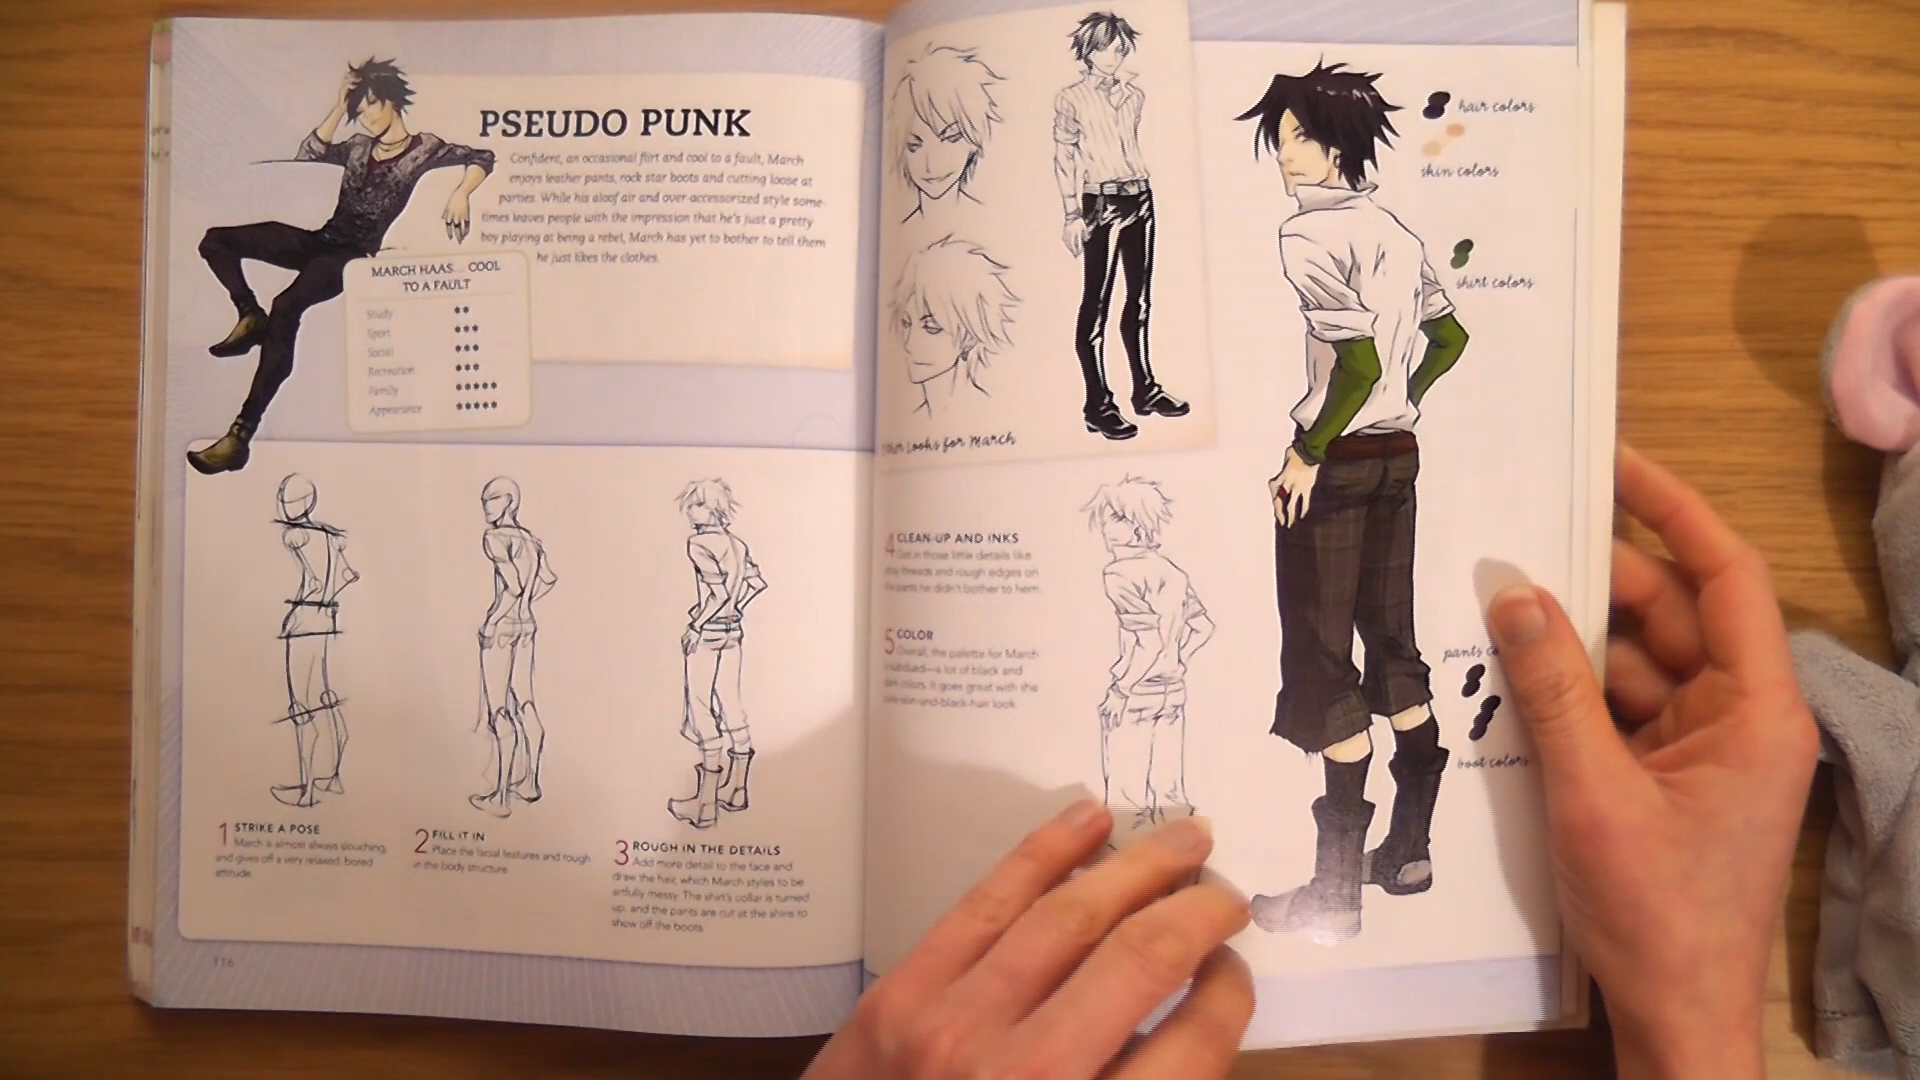 PSEUDO PUNK
Confident, an occasional flirt and cool to a fault, March
enjoys leather pants, rock star boots and cutting loose at
parties. While his aloof air and over-accessorized style some-
times leaves people with the impression that he's just a pretty
boy playing at being a rebel, March has yet to bother to tell them
he just likes the clothes.
MARCH HAAS... COOL
TO A FAULT
Study **
Sport ***
Social ***
Recreation ***
Family *****
Appearance *****
1 STRIKE A POSE
March is almost always slouching,
and gives off a very relaxed, bored
attitude.
2 FILL IT IN
Place the facial features and rough
in the body structure.
3 ROUGH IN THE DETAILS
Add more detail to the face and
draw the hair, which March styles to be
artfully messy. The shirt's collar is turned
up, and the pants are cut at the shins to
show off the boots.
116
Looks for March
4 CLEAN-UP AND INKS
Get in those little details like
threads and rough edges on
the pants he didn't bother to hem.
5 COLOR
Overall, the palette for March
is subdued—a lot of black and
dark colors. It goes great with the
pale-skin-and-black-hair look.
hair colors
skin colors
shirt colors
pants
boot colors